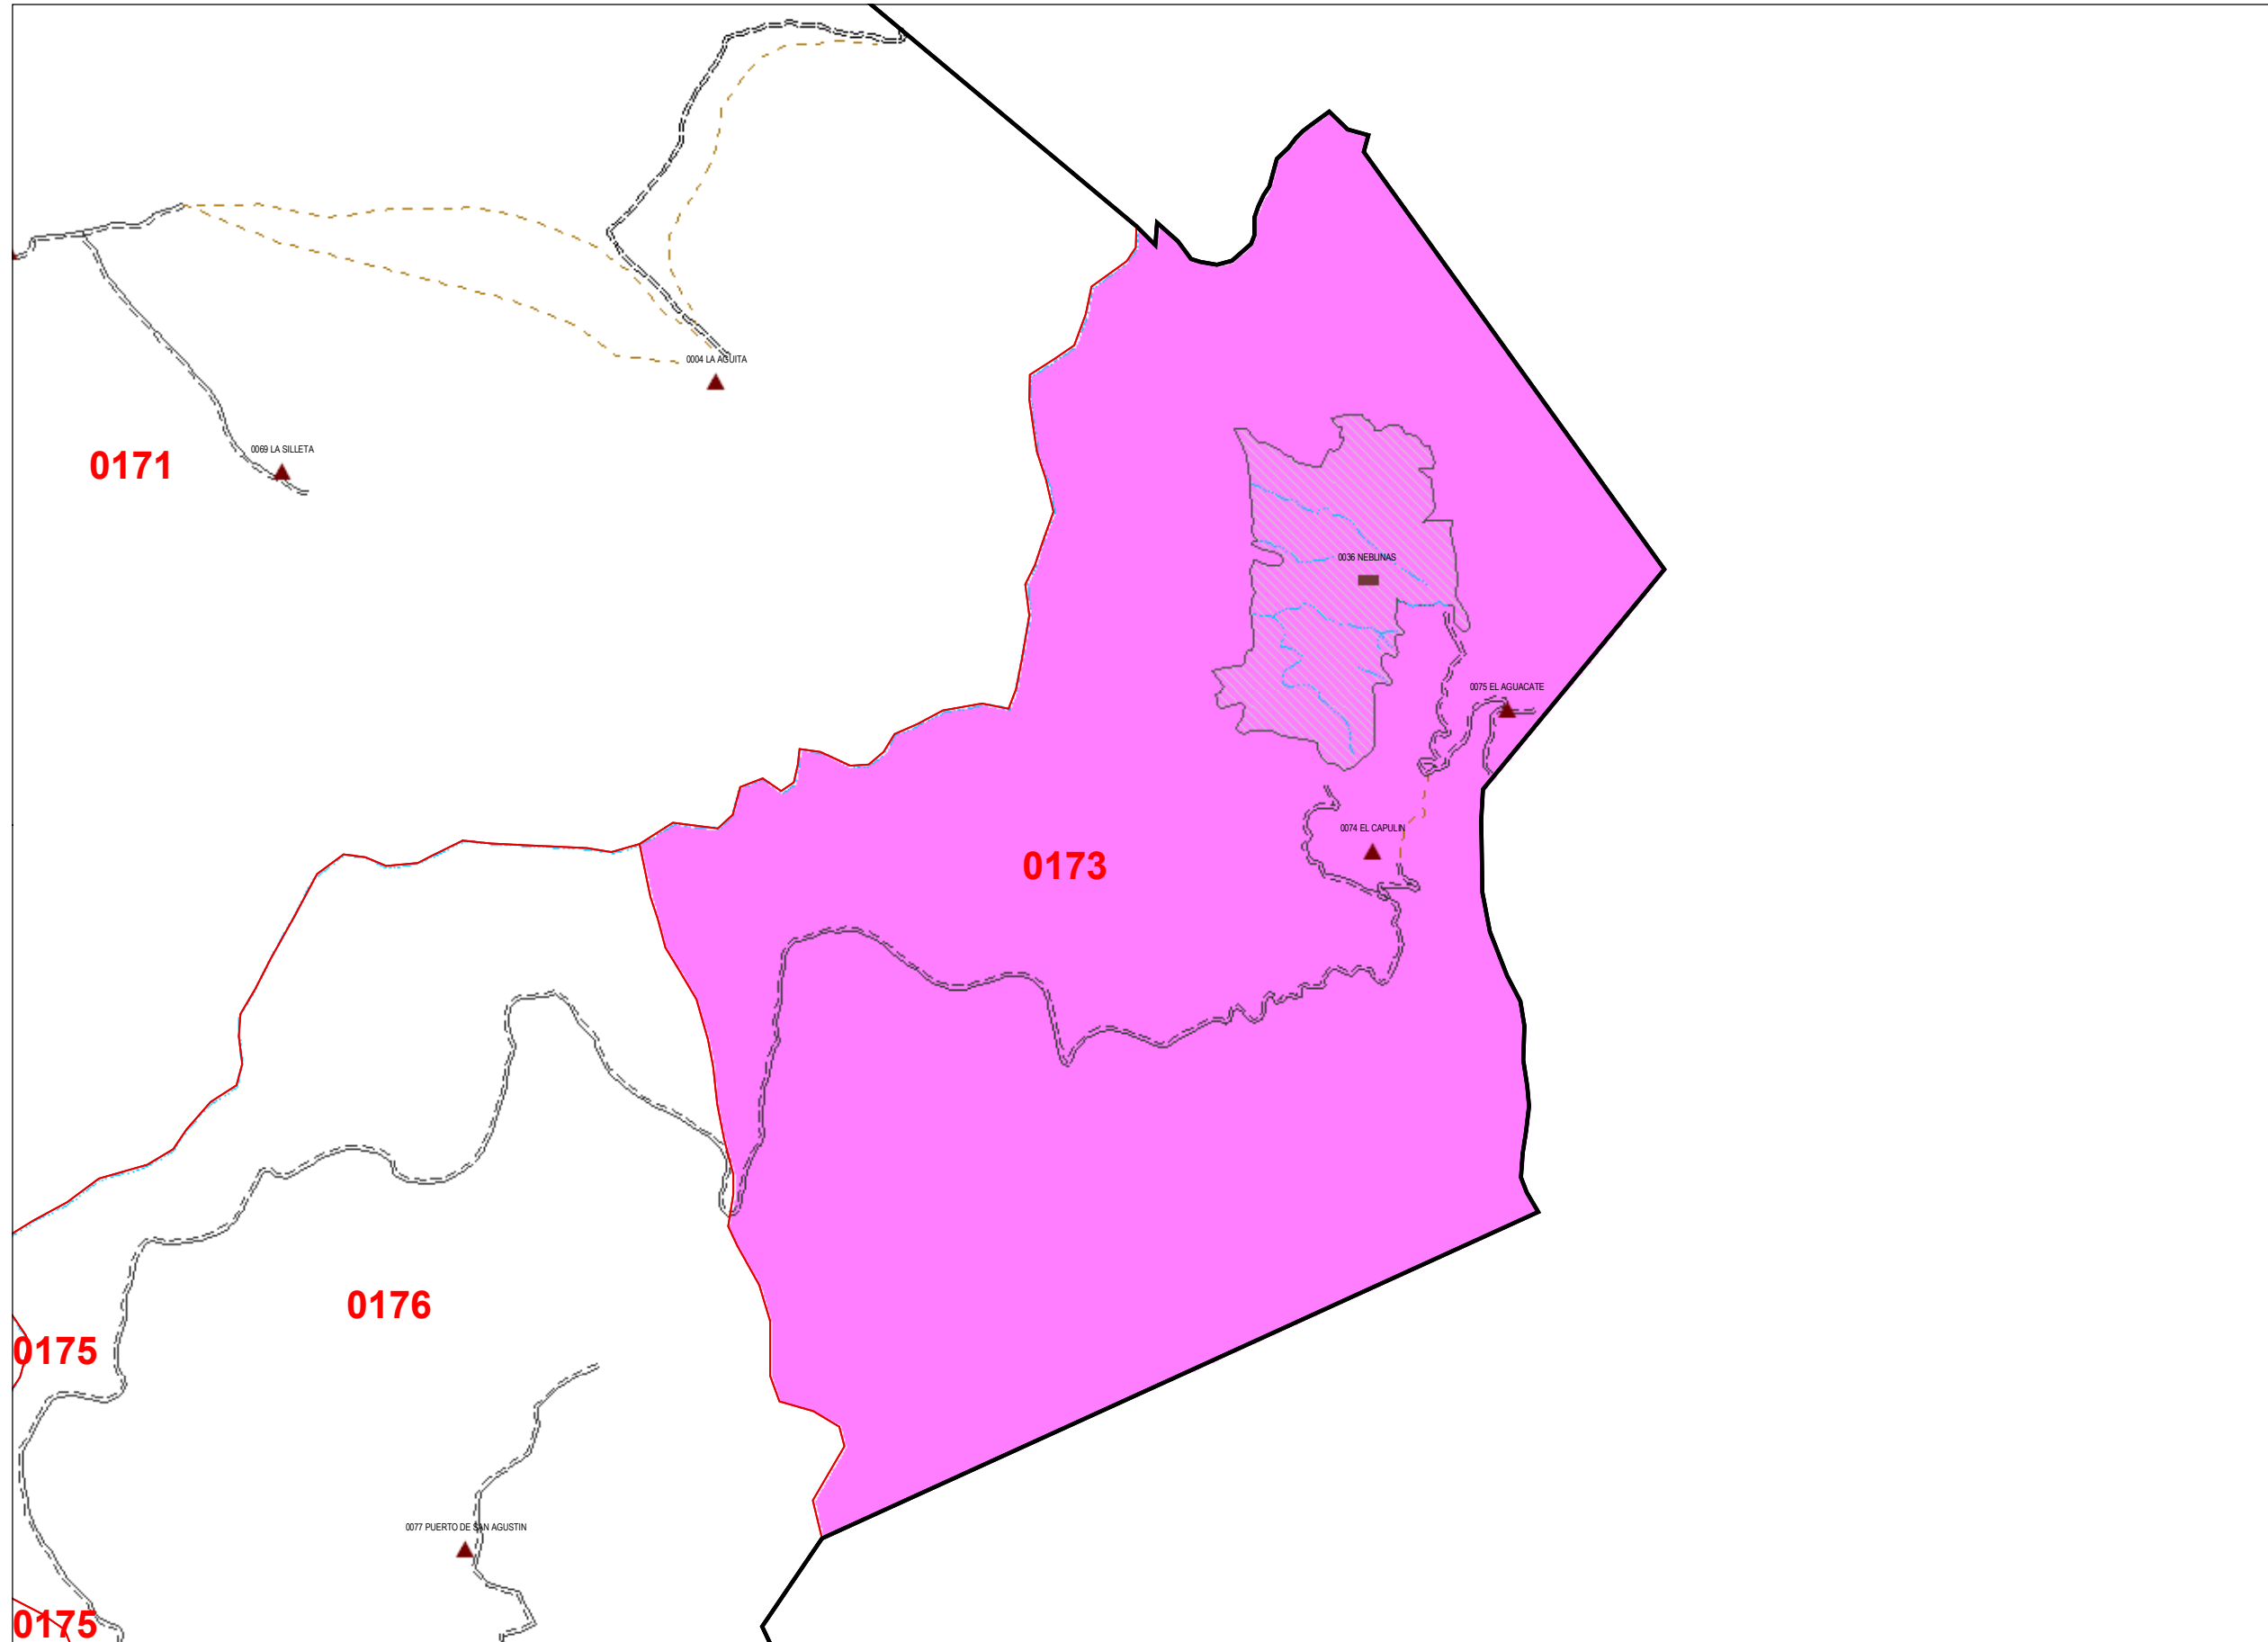 0004 LA AGUITA
0069 LA SILLETA
0171
0036 NEBLINAS
0075 EL AGUACATE
0074 EL CAPULIN
0173
0176
0175
0077 PUERTO DE SAN AGUSTIN
0175